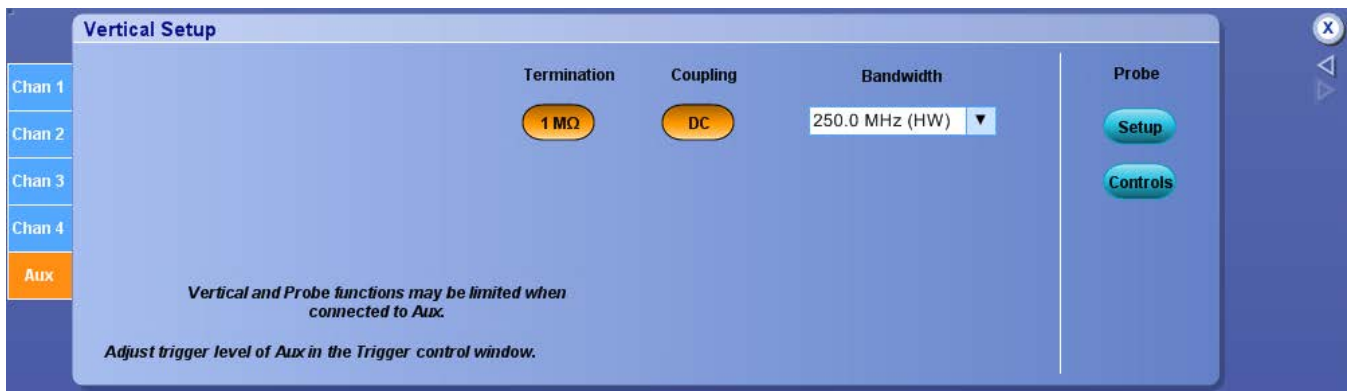 Vertical Setup
X
Chan 1
Chan 2
Chan 3
Chan 4
Aux
Termination
1 MΩ
Coupling
DC
Bandwidth
250.0 MHz (HW)
Probe
Setup
Controls
Vertical and Probe functions may be limited when
connected to Aux.
Adjust trigger level of Aux in the Trigger control window.